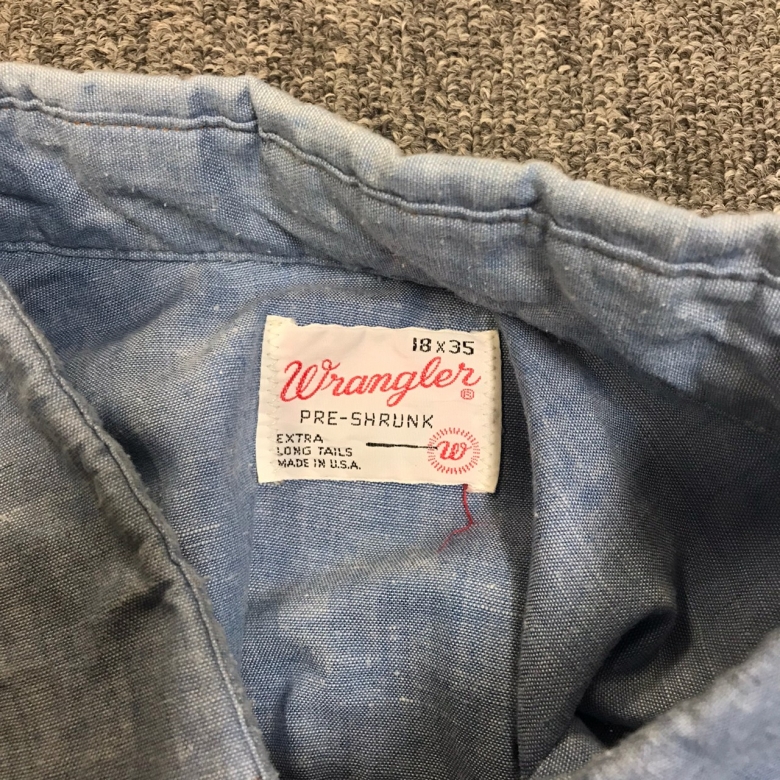 18 x 35
Wrangler®
PRE-SHRUNK
EXTRA
LONG TAILS
MADE IN U.S.A.
W